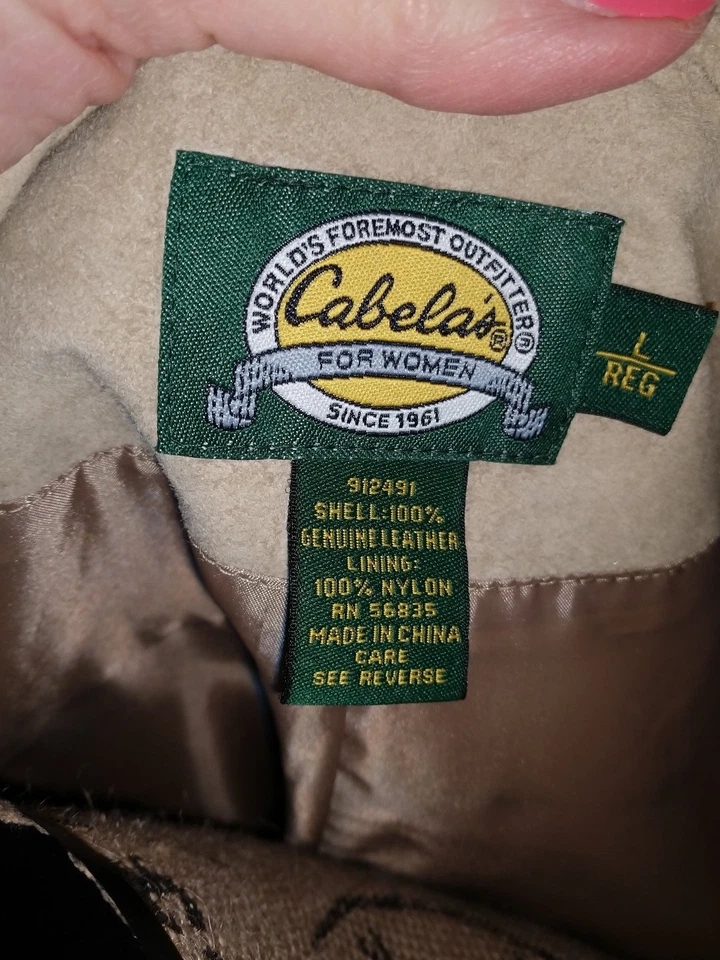 WORLD'S FOREMOST OUTFITTER®
Cabela's®
FOR WOMEN
SINCE 1961
L
REG
912491
SHELL:100%
GENUINE LEATHER
LINING:
100% NYLON
RN 56835
MADE IN CHINA
CARE
SEE REVERSE